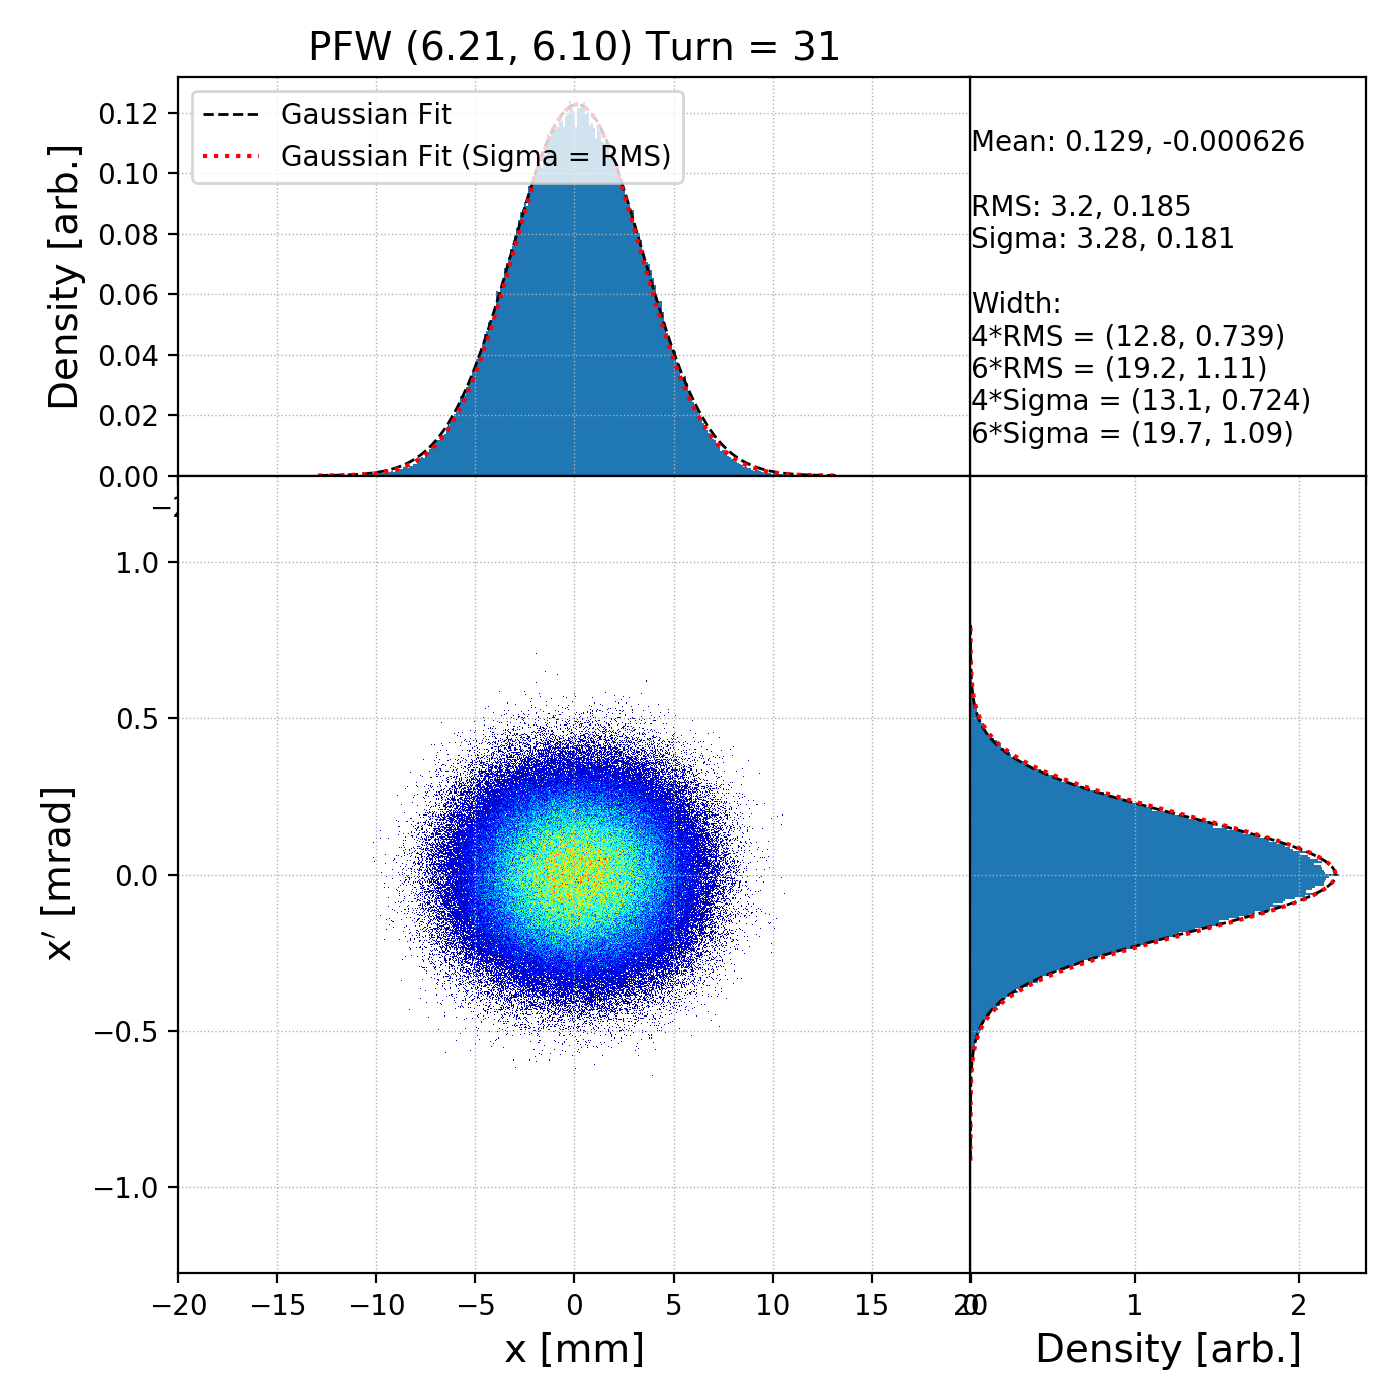 PFW (6.21, 6.10) Turn = 31
Gaussian Fit
Gaussian Fit (Sigma = RMS)
Density [arb.]
0.12
0.10
0.08
0.06
0.04
0.02
0.00
Mean: 0.129, -0.000626
RMS: 3.2, 0.185
Sigma: 3.28, 0.181
Width:
4*RMS = (12.8, 0.739)
6*RMS = (19.2, 1.11)
4*Sigma = (13.1, 0.724)
6*Sigma = (19.7, 1.09)
x′ [mrad]
1.0
0.5
0.0
−0.5
−1.0
−20 −15 −10 −5 0 5 10 15 20
x [mm]
0 1 2
Density [arb.]